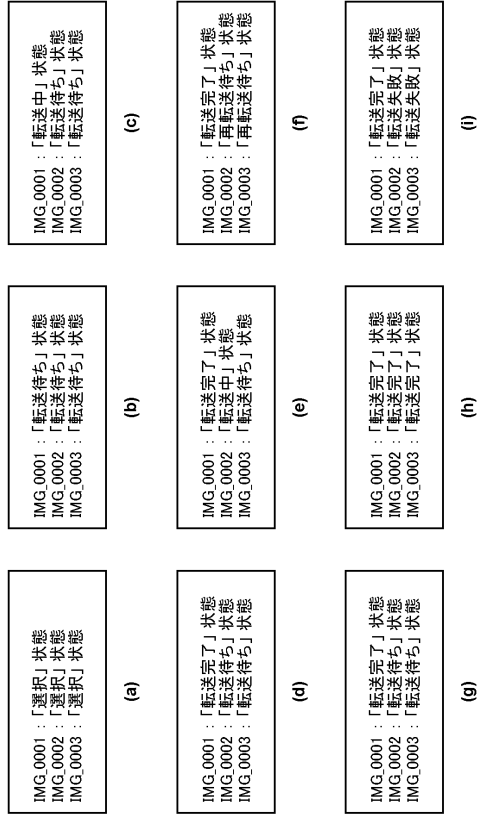 IMG_0001 :「選択」状態
IMG_0002 :「選択」状態
IMG_0003 :「選択」状態
(a)
IMG_0001 :「転送待ち」状態
IMG_0002 :「転送待ち」状態
IMG_0003 :「転送待ち」状態
(b)
IMG_0001 :「転送中」状態
IMG_0002 :「転送待ち」状態
IMG_0003 :「転送待ち」状態
(c)
IMG_0001 :「転送完了」状態
IMG_0002 :「転送待ち」状態
IMG_0003 :「転送待ち」状態
(d)
IMG_0001 :「転送完了」状態
IMG_0002 :「転送中」状態
IMG_0003 :「転送待ち」状態
(e)
IMG_0001 :「転送完了」状態
IMG_0002 :「再転送待ち」状態
IMG_0003 :「再転送待ち」状態
(f)
IMG_0001 :「転送完了」状態
IMG_0002 :「転送待ち」状態
IMG_0003 :「転送待ち」状態
(g)
IMG_0001 :「転送完了」状態
IMG_0002 :「転送完了」状態
IMG_0003 :「転送完了」状態
(h)
IMG_0001 :「転送完了」状態
IMG_0002 :「転送失敗」状態
IMG_0003 :「転送失敗」状態
(i)